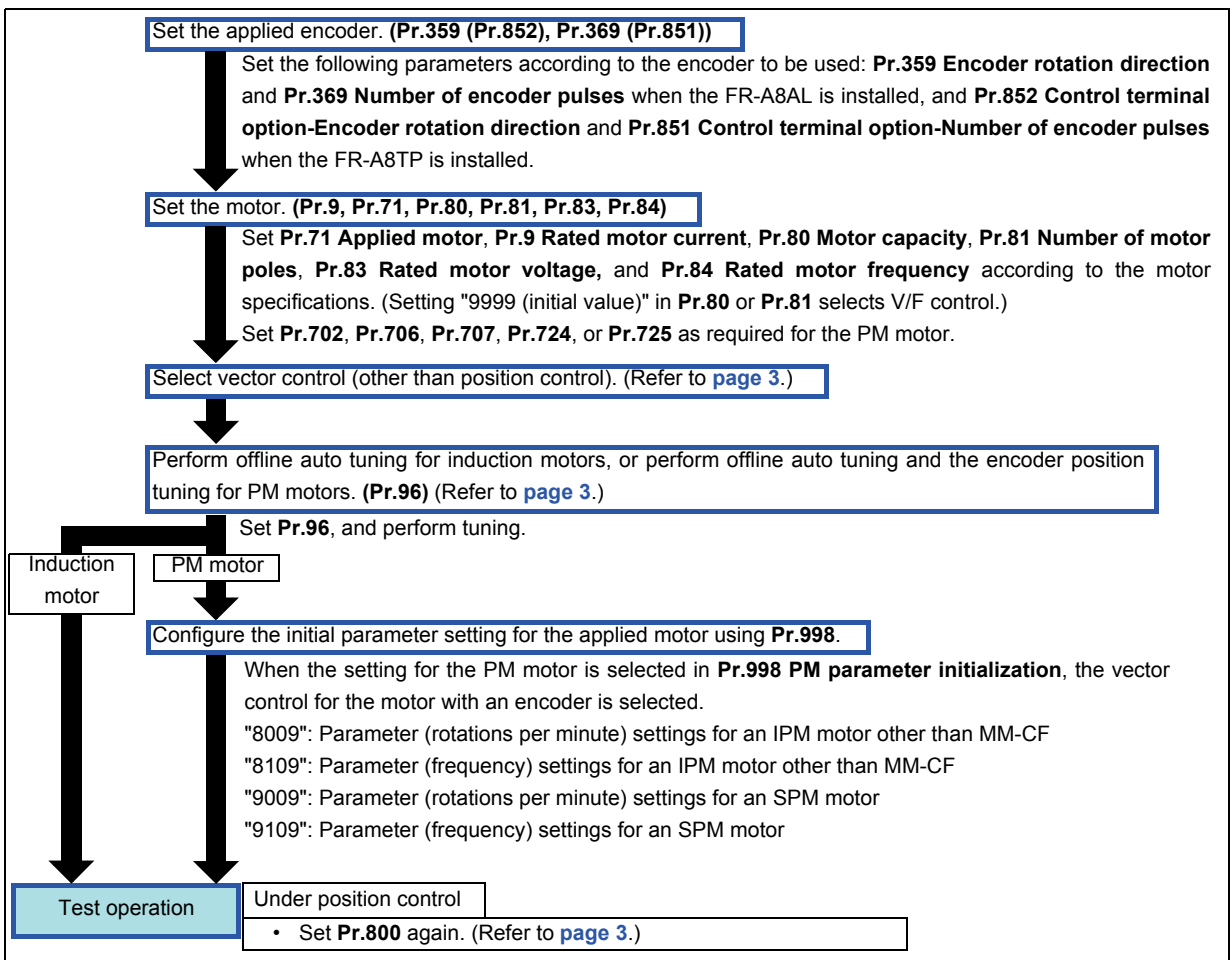 Set the applied encoder. (Pr.359 (Pr.852), Pr.369 (Pr.851))
Set the following parameters according to the encoder to be used: Pr.359 Encoder rotation direction
and Pr.369 Number of encoder pulses when the FR-A8AL is installed, and Pr.852 Control terminal
option-Encoder rotation direction and Pr.851 Control terminal option-Number of encoder pulses
when the FR-A8TP is installed.
Set the motor. (Pr.9, Pr.71, Pr.80, Pr.81, Pr.83, Pr.84)
Set Pr.71 Applied motor, Pr.9 Rated motor current, Pr.80 Motor capacity, Pr.81 Number of motor
poles, Pr.83 Rated motor voltage, and Pr.84 Rated motor frequency according to the motor
specifications. (Setting "9999 (initial value)" in Pr.80 or Pr.81 selects V/F control.)
Set Pr.702, Pr.706, Pr.707, Pr.724, or Pr.725 as required for the PM motor.
Select vector control (other than position control). (Refer to page 3.)
Perform offline auto tuning for induction motors, or perform offline auto tuning and the encoder position
tuning for PM motors. (Pr.96) (Refer to page 3.)
Set Pr.96, and perform tuning.
Induction
motor
PM motor
Configure the initial parameter setting for the applied motor using Pr.998.
When the setting for the PM motor is selected in Pr.998 PM parameter initialization, the vector
control for the motor with an encoder is selected.
"8009": Parameter (rotations per minute) settings for an IPM motor other than MM-CF
"8109": Parameter (frequency) settings for an IPM motor other than MM-CF
"9009": Parameter (rotations per minute) settings for an SPM motor
"9109": Parameter (frequency) settings for an SPM motor
Test operation
Under position control
• Set Pr.800 again. (Refer to page 3.)